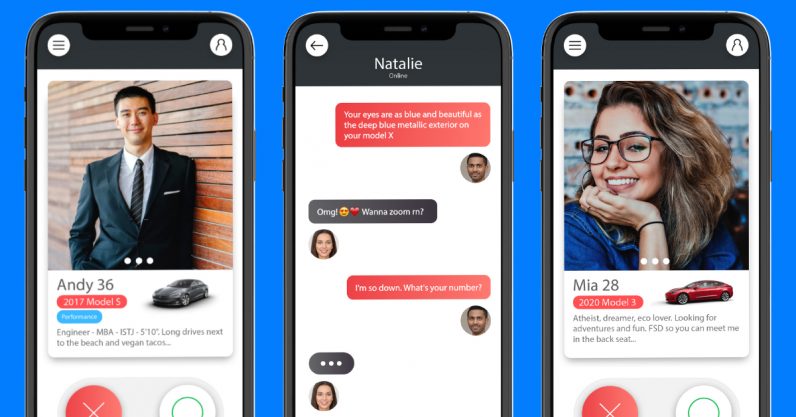 Andy 36
2017 Model S
Performance
Engineer - MBA - ISTJ - 5'10". Long drives next
to the beach and vegan tacos...
Natalie
Online
Your eyes are as blue and beautiful as
the deep blue metallic exterior on
your model X
Omg! 😍❤️ Wanna zoom rn?
I'm so down. What's your number?
Mia 28
2020 Model 3
Atheist, dreamer, eco lover. Looking for
adventures and fun. FSD so you can meet me
in the back seat...